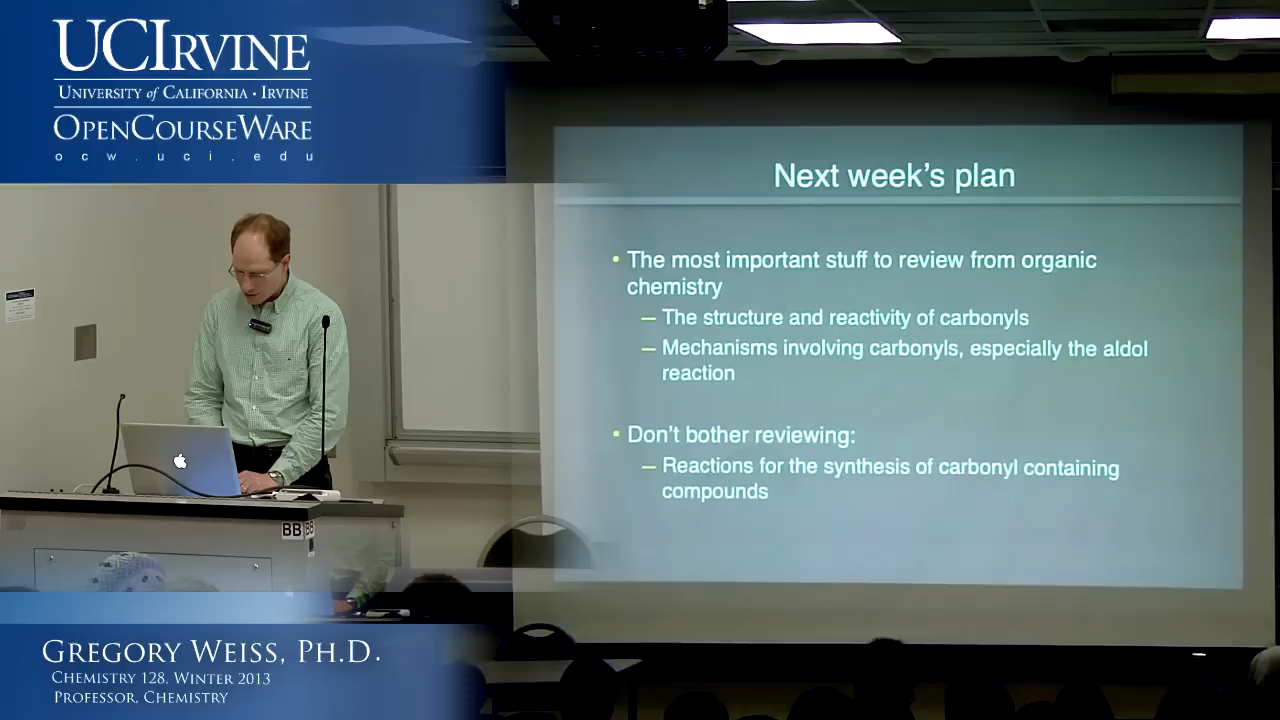 UCIRVINE
UNIVERSITY of CALIFORNIA · IRVINE
OPENCOURSEWARE
ocw.uci.edu
Next week's plan
• The most important stuff to review from organic
chemistry
– The structure and reactivity of carbonyls
– Mechanisms involving carbonyls, especially the aldol
reaction
• Don't bother reviewing:
– Reactions for the synthesis of carbonyl containing
compounds
BB
GREGORY WEISS, PH.D.
CHEMISTRY 128, WINTER 2013
PROFESSOR, CHEMISTRY